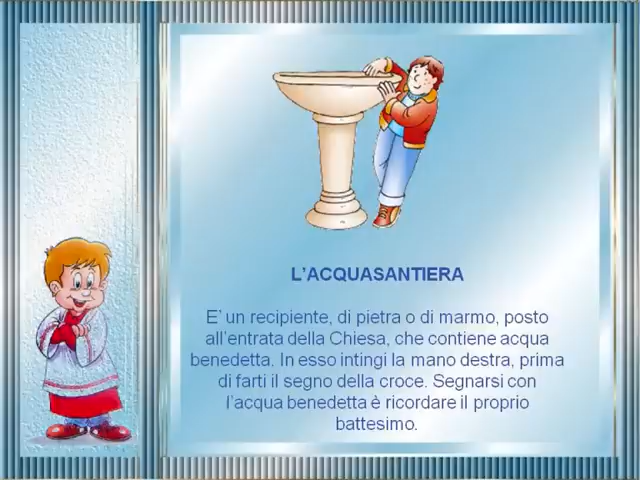 L'ACQUASANTIERA
E' un recipiente, di pietra o di marmo, posto
all'entrata della Chiesa, che contiene acqua
benedetta. In esso intingi la mano destra, prima
di farti il segno della croce. Segnarsi con
l'acqua benedetta è ricordare il proprio
battesimo.